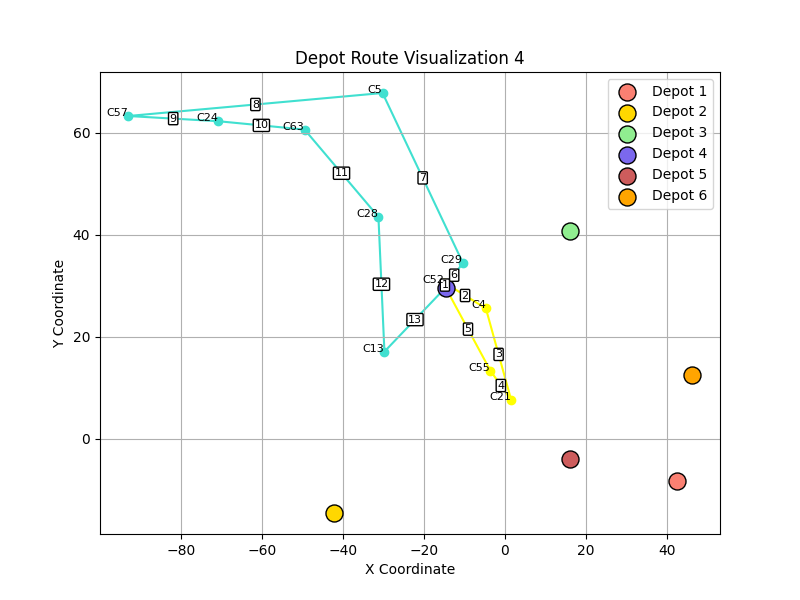 Depot Route Visualization 4
Depot 1
Depot 2
Depot 3
Depot 4
Depot 5
Depot 6
C57
9
C24
10
C63
8
C5
11
7
C28
12
C29
6
C52
1
2
C4
13
5
C13
3
C55
4
C21
60
40
20
0
Y Coordinate
−80
−60
−40
−20
0
20
40
X Coordinate